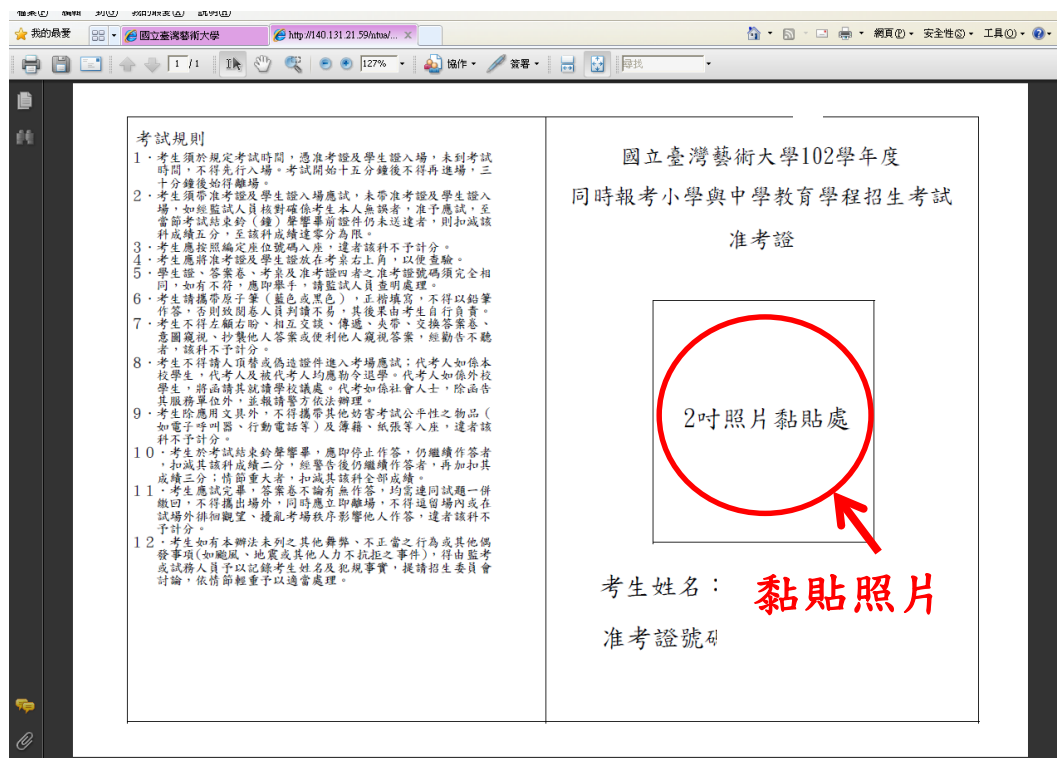 檔案(F) 編輯 我的最愛(A) 說明(H)
我的最愛 國立臺灣藝術大學 http://140.131.21.59/ntua/... 網頁(P) 安全性(S) 工具(O)
1 / 1 127% 協作 簽署 尋找
考試規則
1．考生須於規定考試時間，憑准考證及學生證入場，未到考試
時間，不得先行入場。考試開始十五分鐘後不得再進場，三
十分鐘後始得離場。
2．考生須帶准考證及學生證入場應試，未帶准考證及學生證入
場，如經監試人員核對確係考生本人無誤者，准予應試，至
當節考試結束鈴（鐘）聲響畢前證件仍未送達者，則扣減該
科成績五分，至該科成績達零分為限。
3．考生應按照編定座位號碼入座，違者該科不予計分。
4．考生應將准考證及學生證放在考桌右上角，以便查驗。
5．學生證、答案卷、考桌及准考證四者之准考證號碼須完全相
同，如有不符，應即舉手，請監試人員查明處理。
6．考生請攜帶原子筆（藍色或黑色），正楷填寫，不得以鉛筆
作答，否則致閱卷人員判讀不易，其後果由考生自行負責。
7．考生不得左顧右盼、相互交談、傳遞、夾帶、交換答案卷、
意圖窺視、抄襲他人答案或便利他人窺視答案，經勸告不聽
者，該科不予計分。
8．考生不得請人頂替或偽造證件進入考場應試；代考人如係本
校學生，代考人及被代考人均應勒令退學。代考人如係外校
學生，將函請其就讀學校議處。代考如係社會人士，除函告
其服務單位外，並報請警方依法辦理。
9．考生除應用文具外，不得攜帶其他妨害考試公平性之物品（
如電子呼叫器、行動電話等）及簿籍、紙張等入座，違者該
科不予計分。
１０．考生於考試結束鈴聲響畢，應即停止作答，仍繼續作答者
，扣減其該科成績二分，經警告後仍繼續作答者，再加扣其
成績三分；情節重大者，扣減其該科全部成績。
１１．考生應試完畢，答案卷不論有無作答，均需連同試題一併
繳回，不得攜出場外，同時應立即離場，不得逗留場內或在
試場外徘徊觀望、擾亂考場秩序影響他人作答，違者該科不
予計分。
１２．考生如有本辦法未列之其他舞弊、不正當之行為或其他偶
發事項(如颱風、地震或其他人力不抗拒之事件)，得由監考
或試務人員予以記錄考生姓名及犯規事實，提請招生委員會
討論，依情節輕重予以適當處理。
國立臺灣藝術大學102學年度
同時報考小學與中學教育學程招生考試
准考證
2吋照片黏貼處
考生姓名：
黏貼照片
准考證號